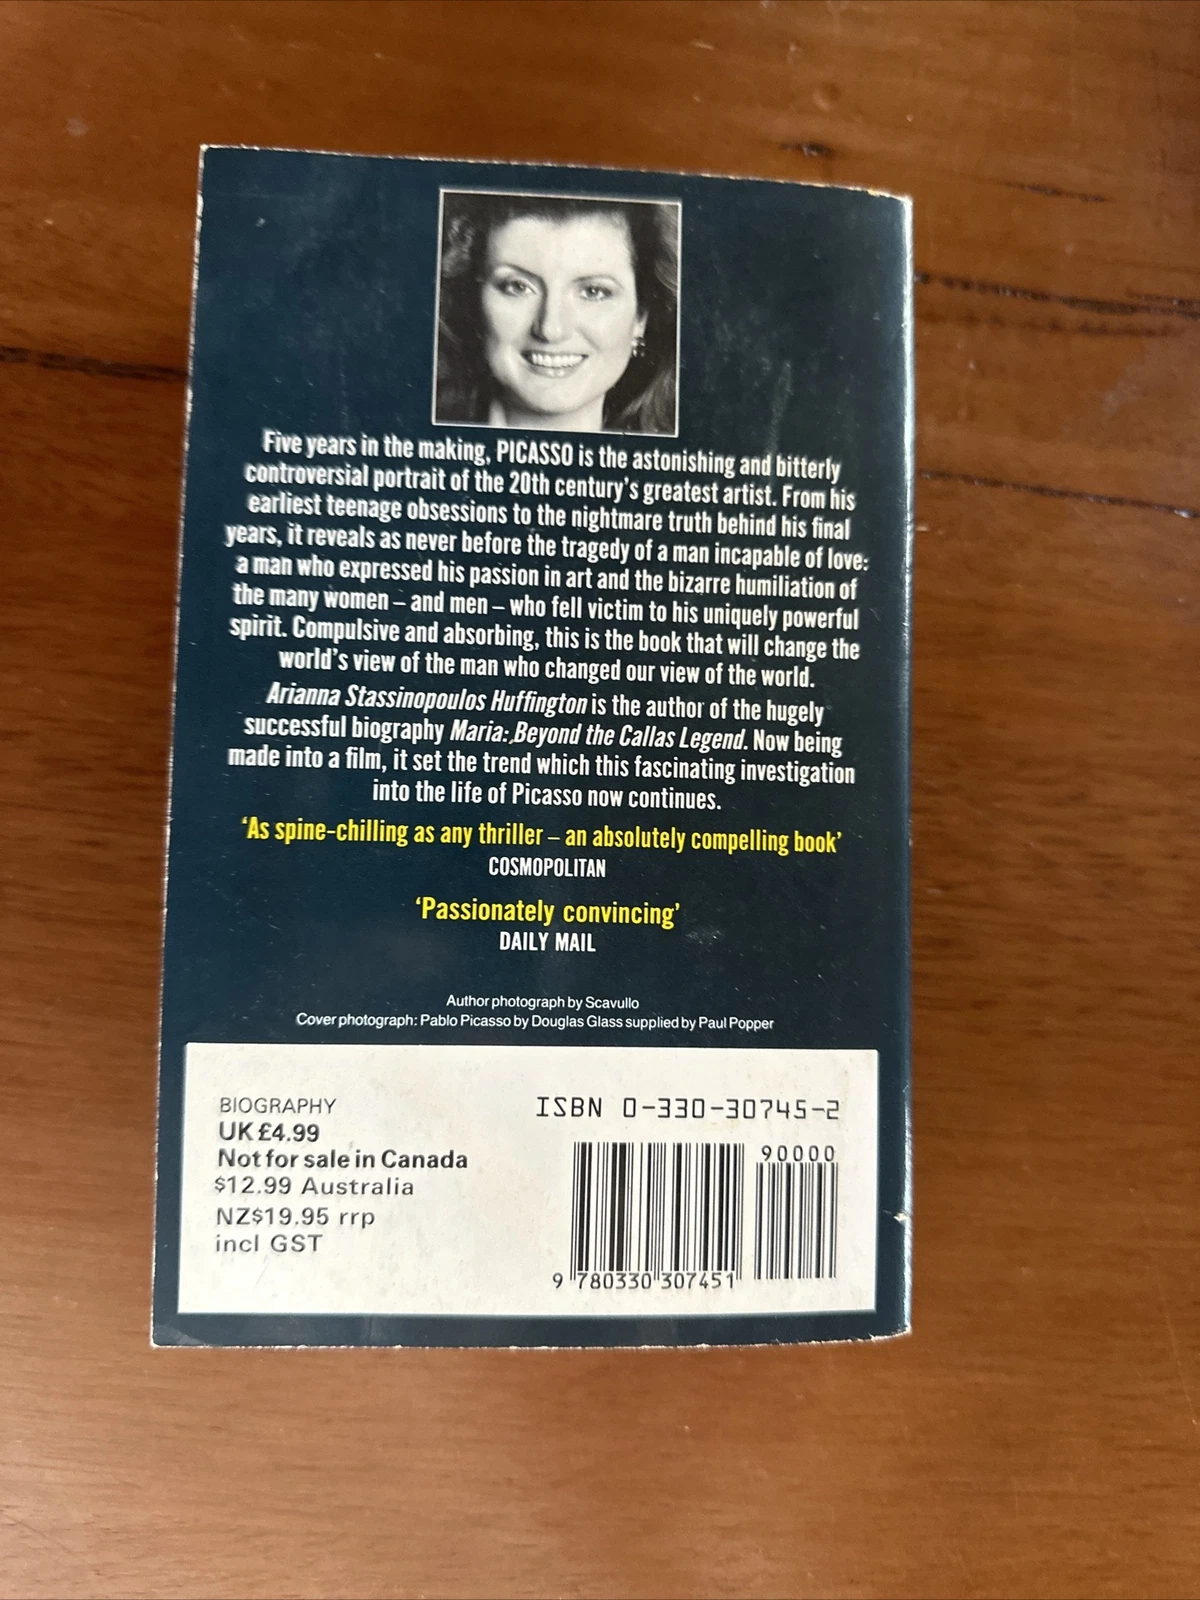 Five years in the making, PICASSO is the astonishing and bitterly
controversial portrait of the 20th century's greatest artist. From his
earliest teenage obsessions to the nightmare truth behind his final
years, it reveals as never before the tragedy of a man incapable of love:
a man who expressed his passion in art and the bizarre humiliation of
the many women – and men – who fell victim to his uniquely powerful
spirit. Compulsive and absorbing, this is the book that will change the
world's view of the man who changed our view of the world.
Arianna Stassinopoulos Huffington is the author of the hugely
successful biography Maria: Beyond the Callas Legend. Now being
made into a film, it set the trend which this fascinating investigation
into the life of Picasso now continues.
'As spine-chilling as any thriller – an absolutely compelling book'
COSMOPOLITAN
'Passionately convincing'
DAILY MAIL
Author photograph by Scavullo
Cover photograph: Pablo Picasso by Douglas Glass supplied by Paul Popper
BIOGRAPHY
UK £4.99
Not for sale in Canada
$12.99 Australia
NZ$19.95 rrp
incl GST
ISBN 0-330-30745-2
90000
9 780330 307451